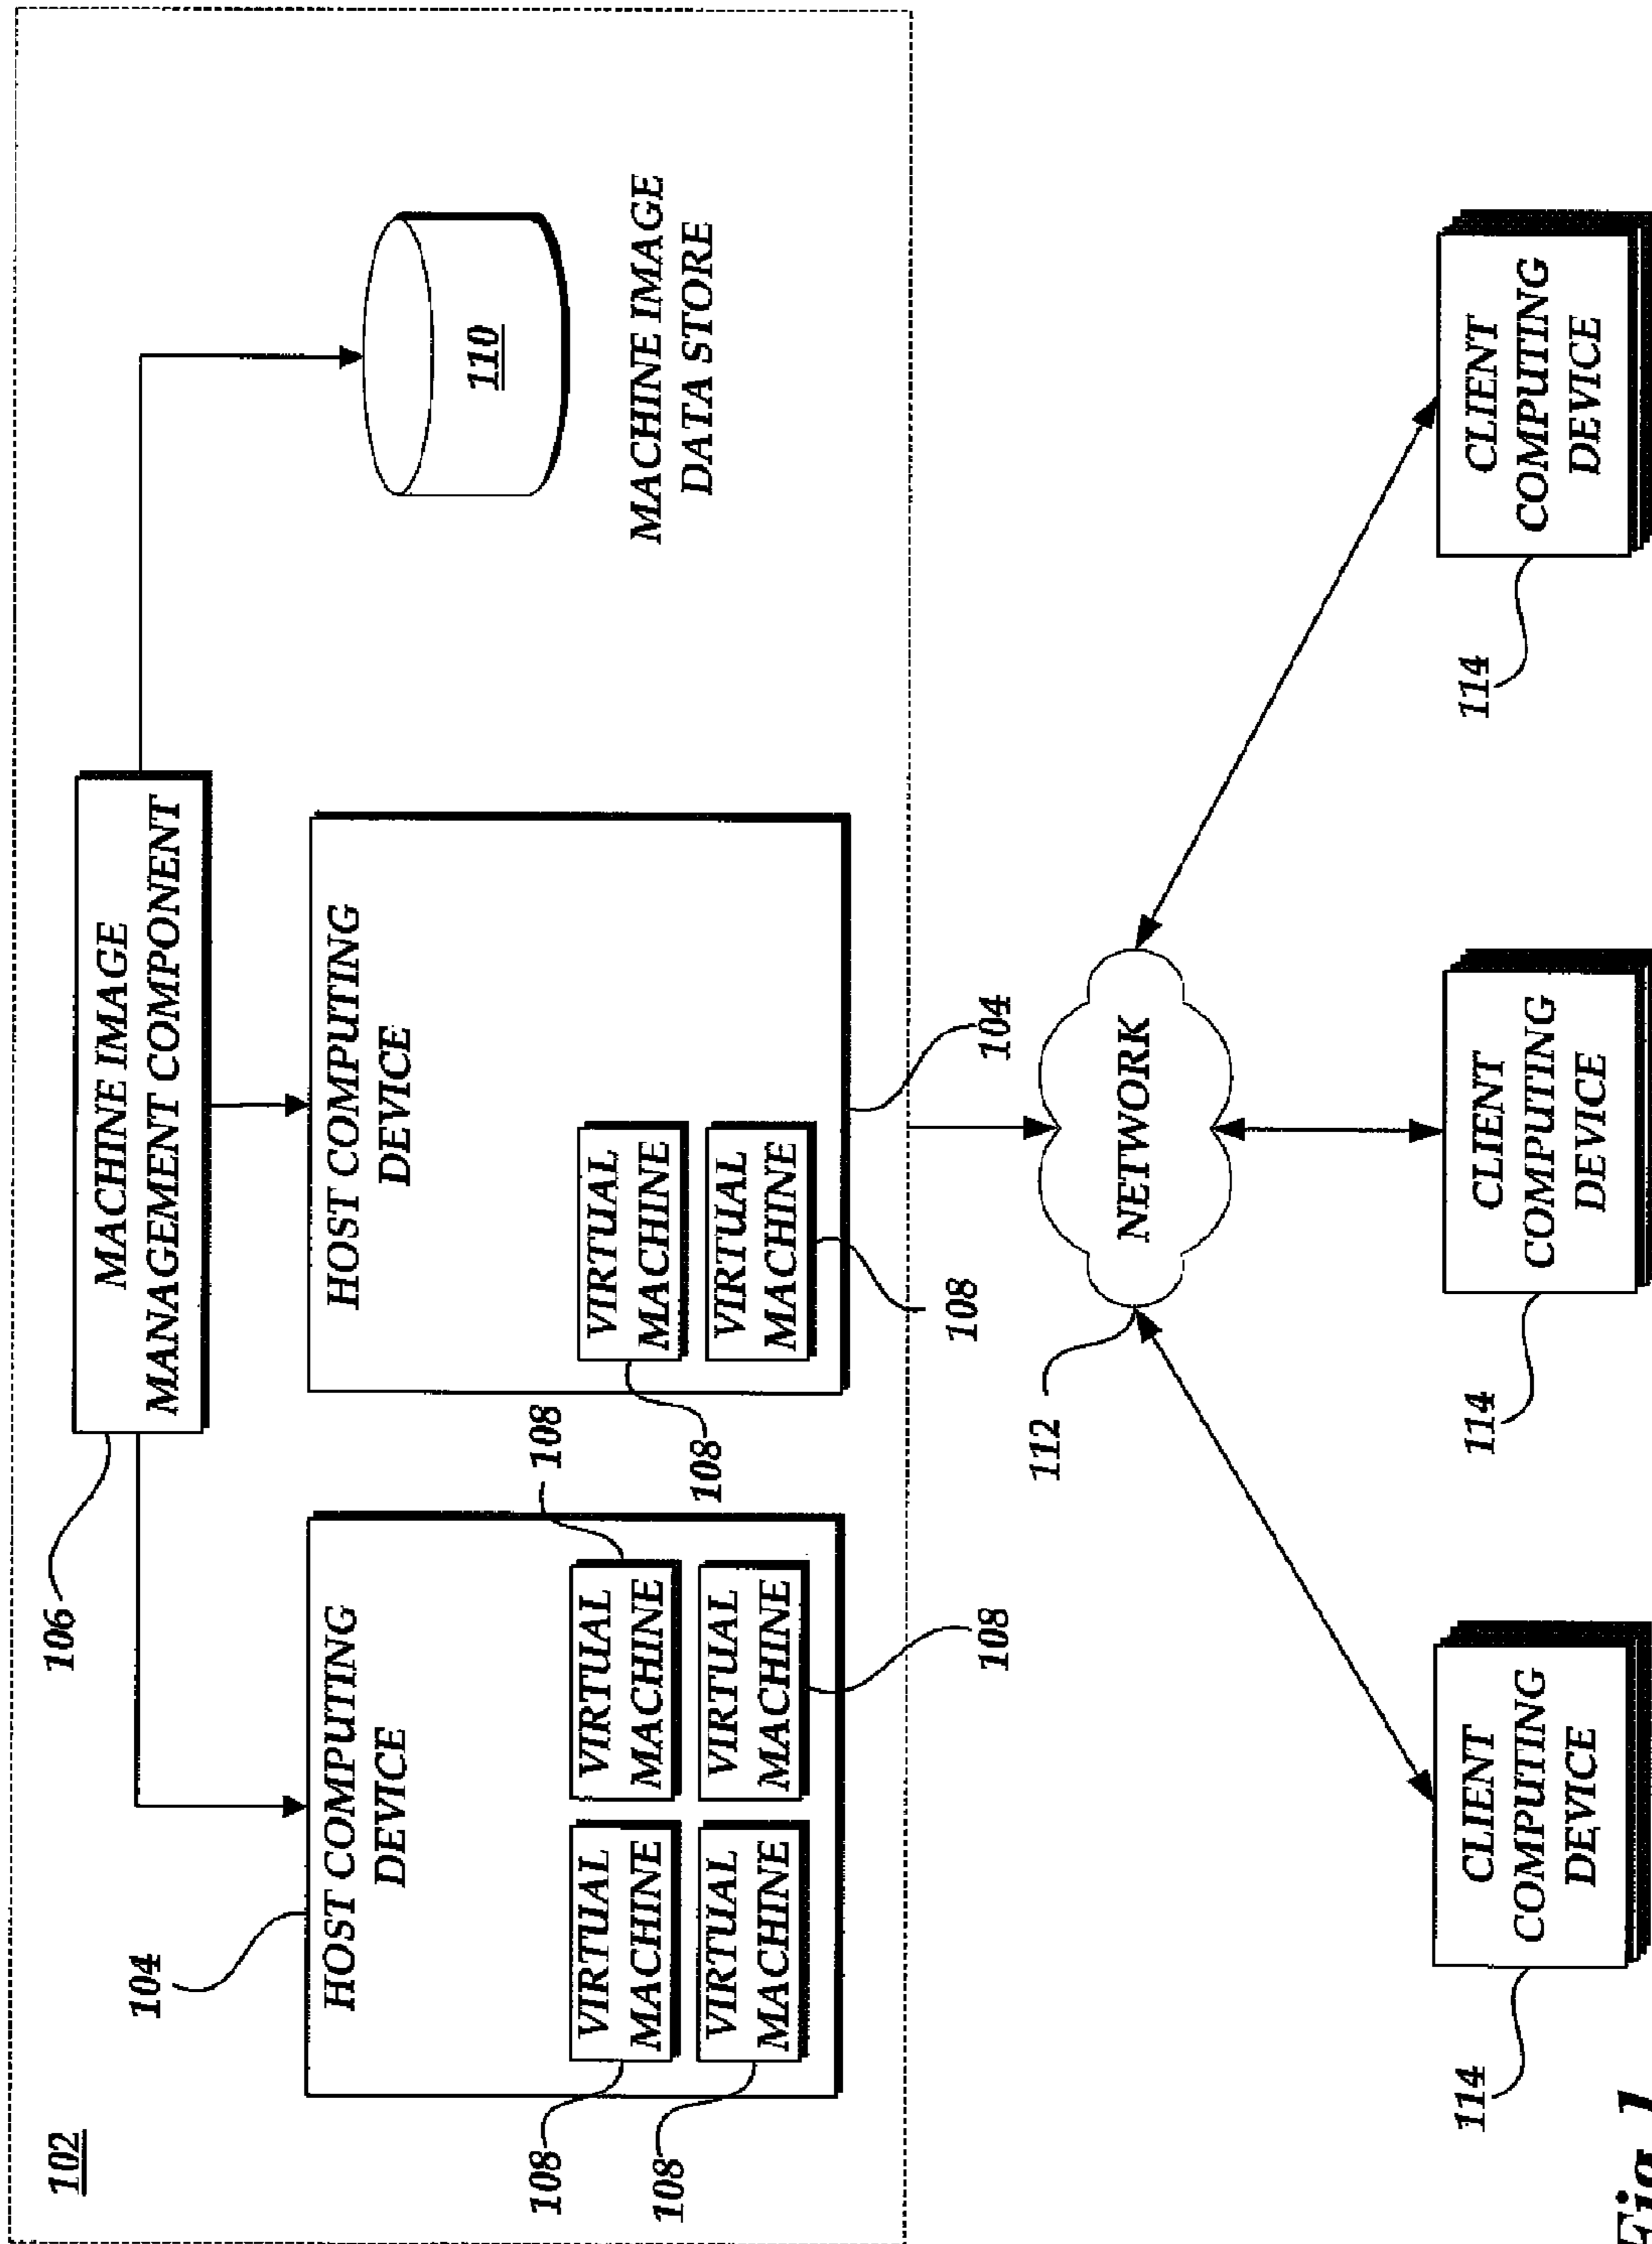 102
106
MACHINE IMAGE
MANAGEMENT COMPONENT
104
HOST COMPUTING
DEVICE
108
VIRTUAL
MACHINE
VIRTUAL
MACHINE
108
108
VIRTUAL
MACHINE
VIRTUAL
MACHINE
108
HOST COMPUTING
DEVICE
108
VIRTUAL
MACHINE
VIRTUAL
MACHINE
108
104
110
MACHINE IMAGE
DATA STORE
112
NETWORK
114
CLIENT
COMPUTING
DEVICE
114
CLIENT
COMPUTING
DEVICE
114
CLIENT
COMPUTING
DEVICE
Fig. 1